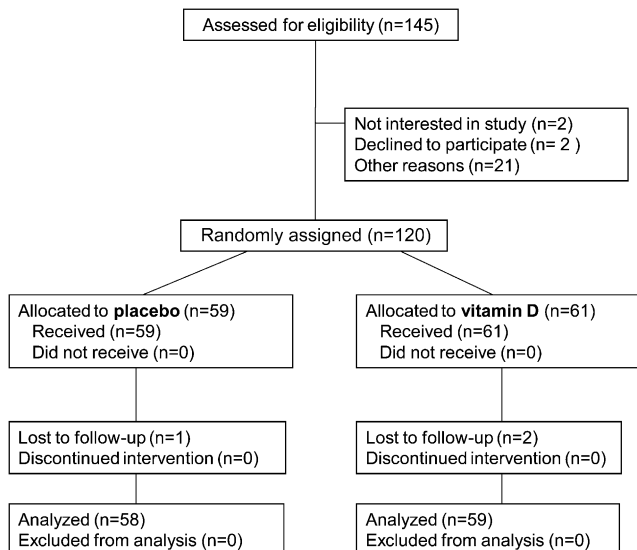 Assessed for eligibility (n=145)
Not interested in study (n=2)
Declined to participate (n= 2 )
Other reasons (n=21)
Randomly assigned (n=120)
Allocated to placebo (n=59)
Received (n=59)
Did not receive (n=0)
Allocated to vitamin D (n=61)
Received (n=61)
Did not receive (n=0)
Lost to follow-up (n=1)
Discontinued intervention (n=0)
Lost to follow-up (n=2)
Discontinued intervention (n=0)
Analyzed (n=58)
Excluded from analysis (n=0)
Analyzed (n=59)
Excluded from analysis (n=0)